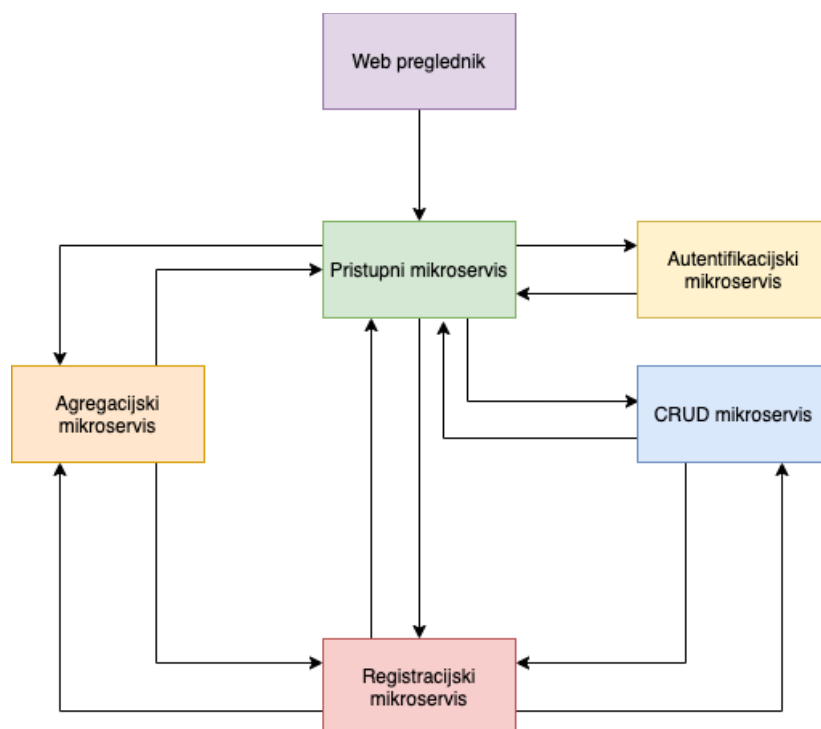 Web preglednik
Pristupni mikroservis
Autentifikacijski
mikroservis
Agregacijski
mikroservis
CRUD mikroservis
Registracijski
mikroservis